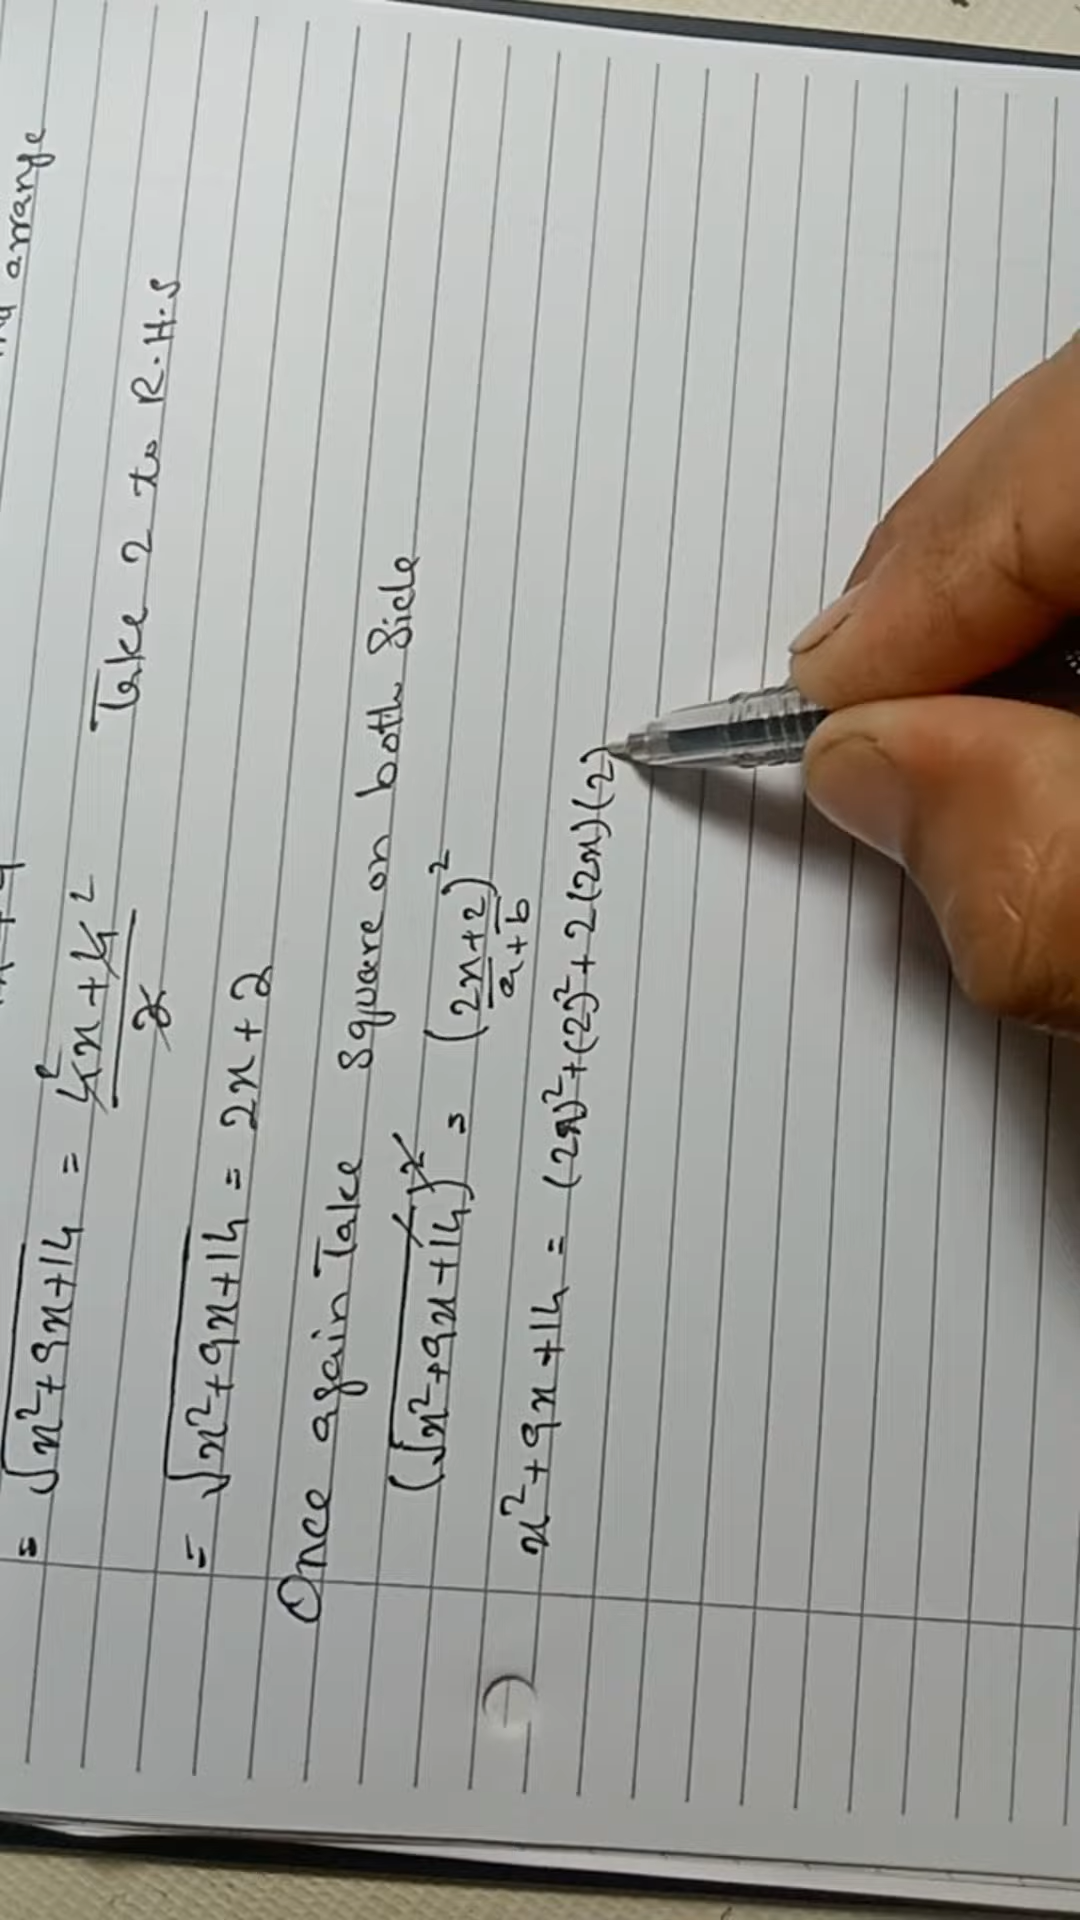 arrange
= √x²+9x+14 = 4x+4/2 Take 2 to R.H.S
= √x²+9x+14 = 2x+2
Once again Take square on both side
(√x²+9x+14)² = (2x+2)²
a+b
x²+9x+14 = (2x)²+(2)²+2(2x)(2)